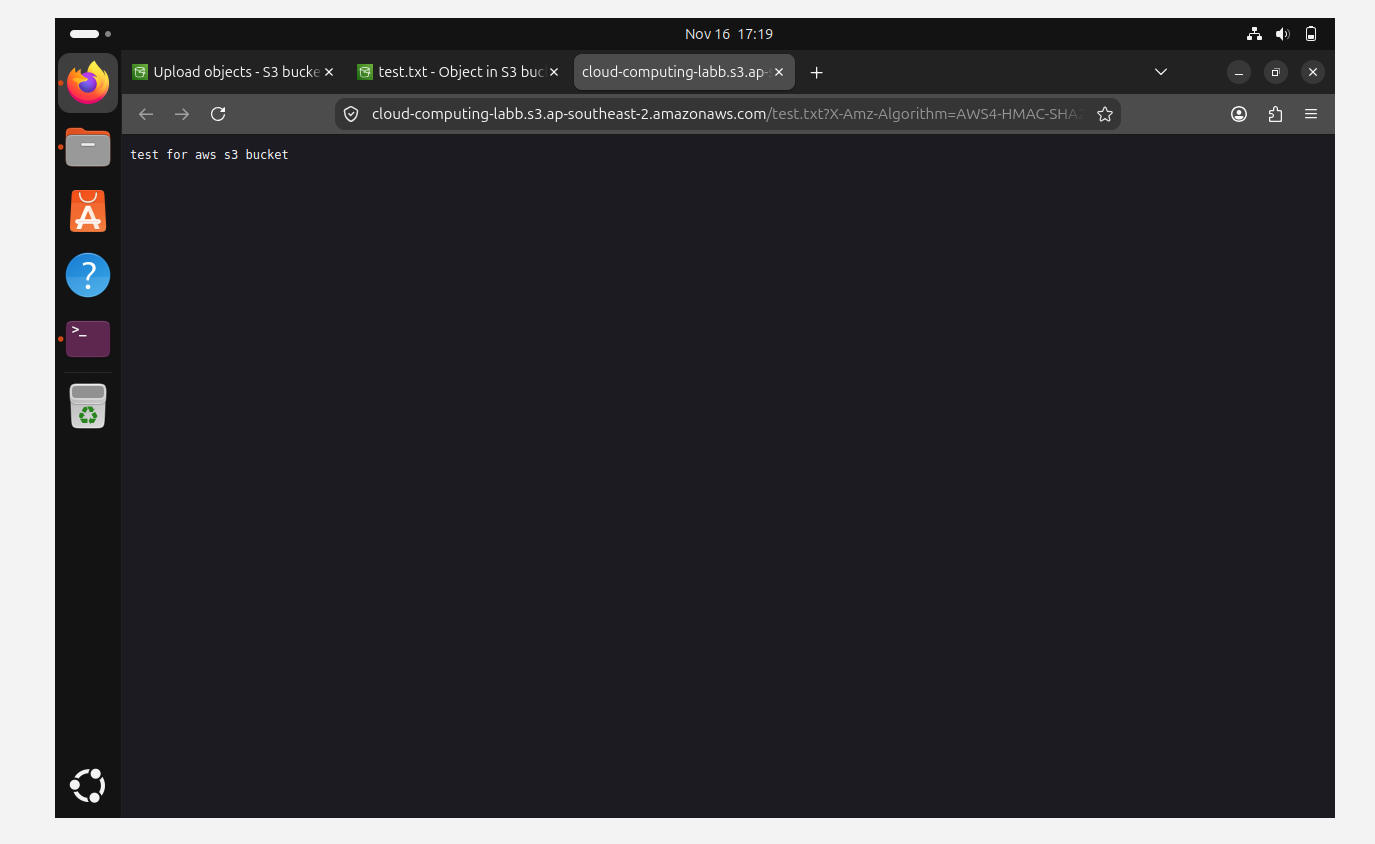 Nov 16 17:19
Upload objects - S3 bucke
test.txt - Object in S3 buc
cloud-computing-labb.s3.ap-
cloud-computing-labb.s3.ap-southeast-2.amazonaws.com/test.txt?X-Amz-Algorithm=AWS4-HMAC-SHA2
test for aws s3 bucket